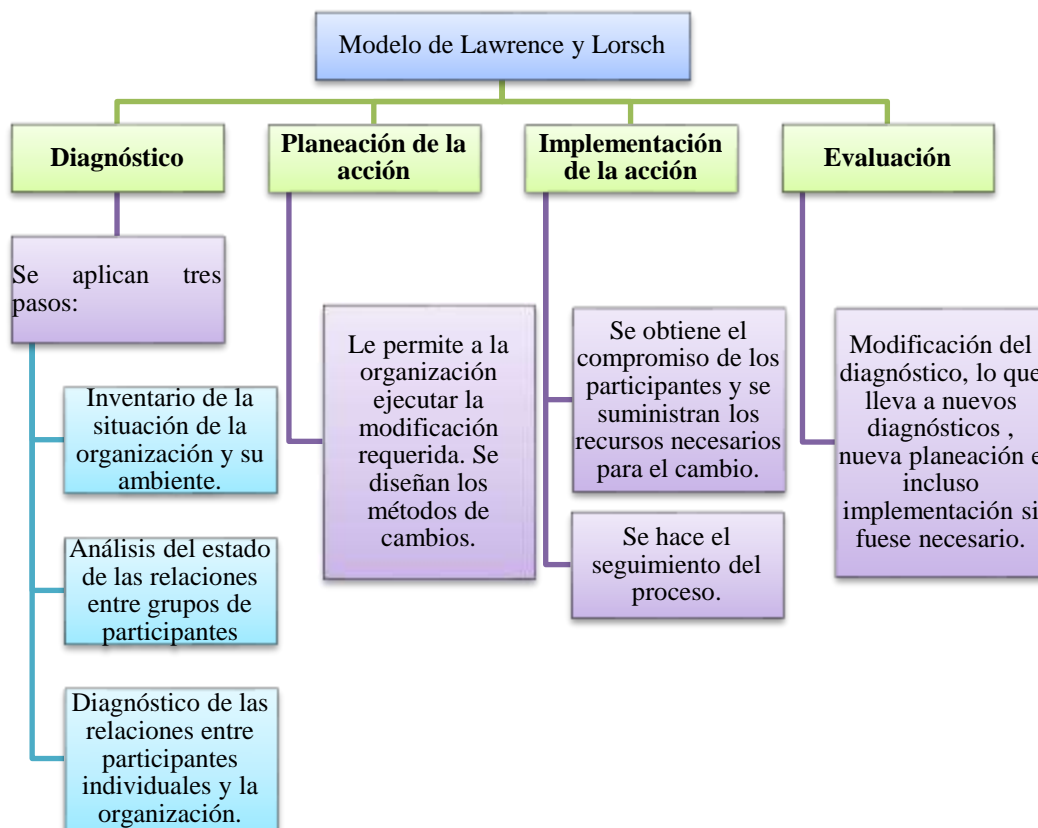 Modelo de Lawrence y Lorsch
Diagnóstico
Se aplican tres
pasos:
Inventario de la
situación de la
organización y su
ambiente.
Análisis del estado
de las relaciones
entre grupos de
participantes
Diagnóstico de las
relaciones entre
participantes
individuales y la
organización.
Planeación de la
acción
Le permite a la
organización
ejecutar la
modificación
requerida. Se
diseñan los
métodos de
cambios.
Implementación
de la acción
Se obtiene el
compromiso de los
participantes y se
suministran los
recursos necesarios
para el cambio.
Se hace el
seguimiento del
proceso.
Evaluación
Modificación del
diagnóstico, lo que
lleva a nuevos
diagnósticos ,
nueva planeación e
incluso
implementación si
fuese necesario.